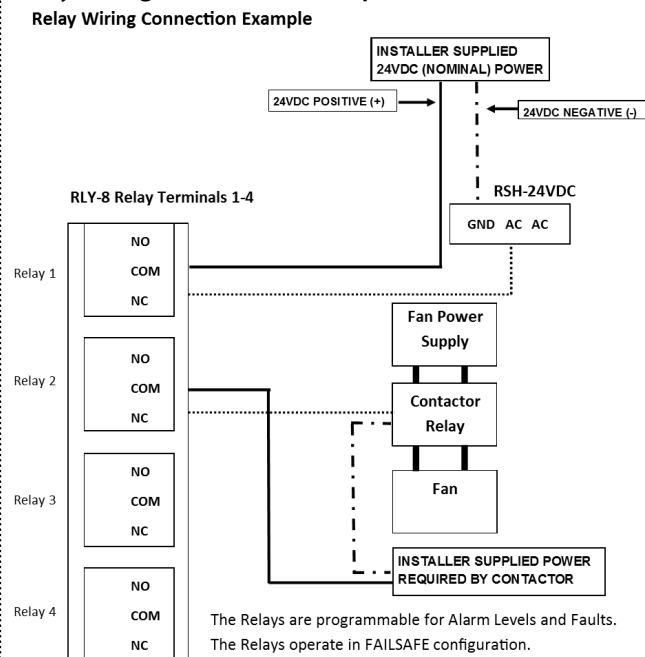 Relay Wiring Connection Example
INSTALLER SUPPLIED
24VDC (NOMINAL) POWER
24VDC POSITIVE (+)
24VDC NEGATIVE (-)
RLY-8 Relay Terminals 1-4
RSH-24VDC
GND AC AC
Relay 1
NO
COM
NC
Fan Power
Supply
Relay 2
NO
COM
NC
Contactor
Relay
Fan
Relay 3
NO
COM
NC
INSTALLER SUPPLIED POWER
REQUIRED BY CONTACTOR
Relay 4
NO
COM
NC
The Relays are programmable for Alarm Levels and Faults.
The Relays operate in FAILSAFE configuration.